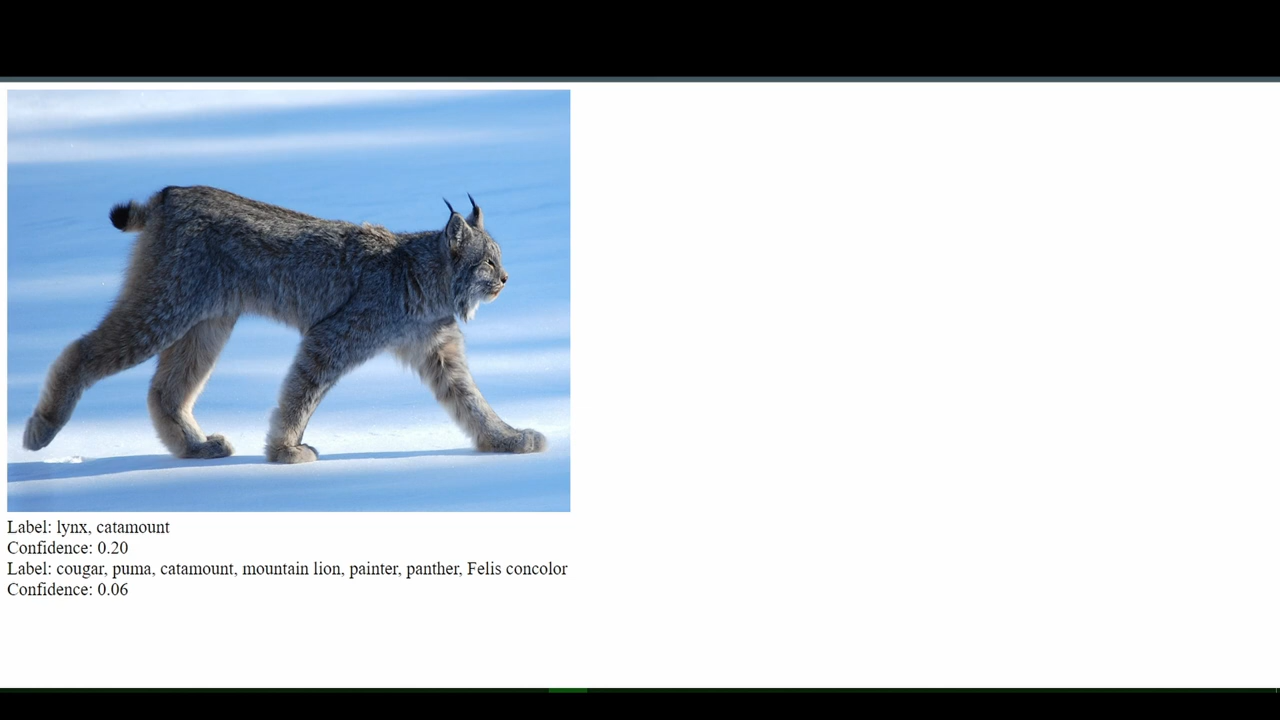 Label: lynx, catamount
Confidence: 0.20
Label: cougar, puma, catamount, mountain lion, painter, panther, Felis concolor
Confidence: 0.06